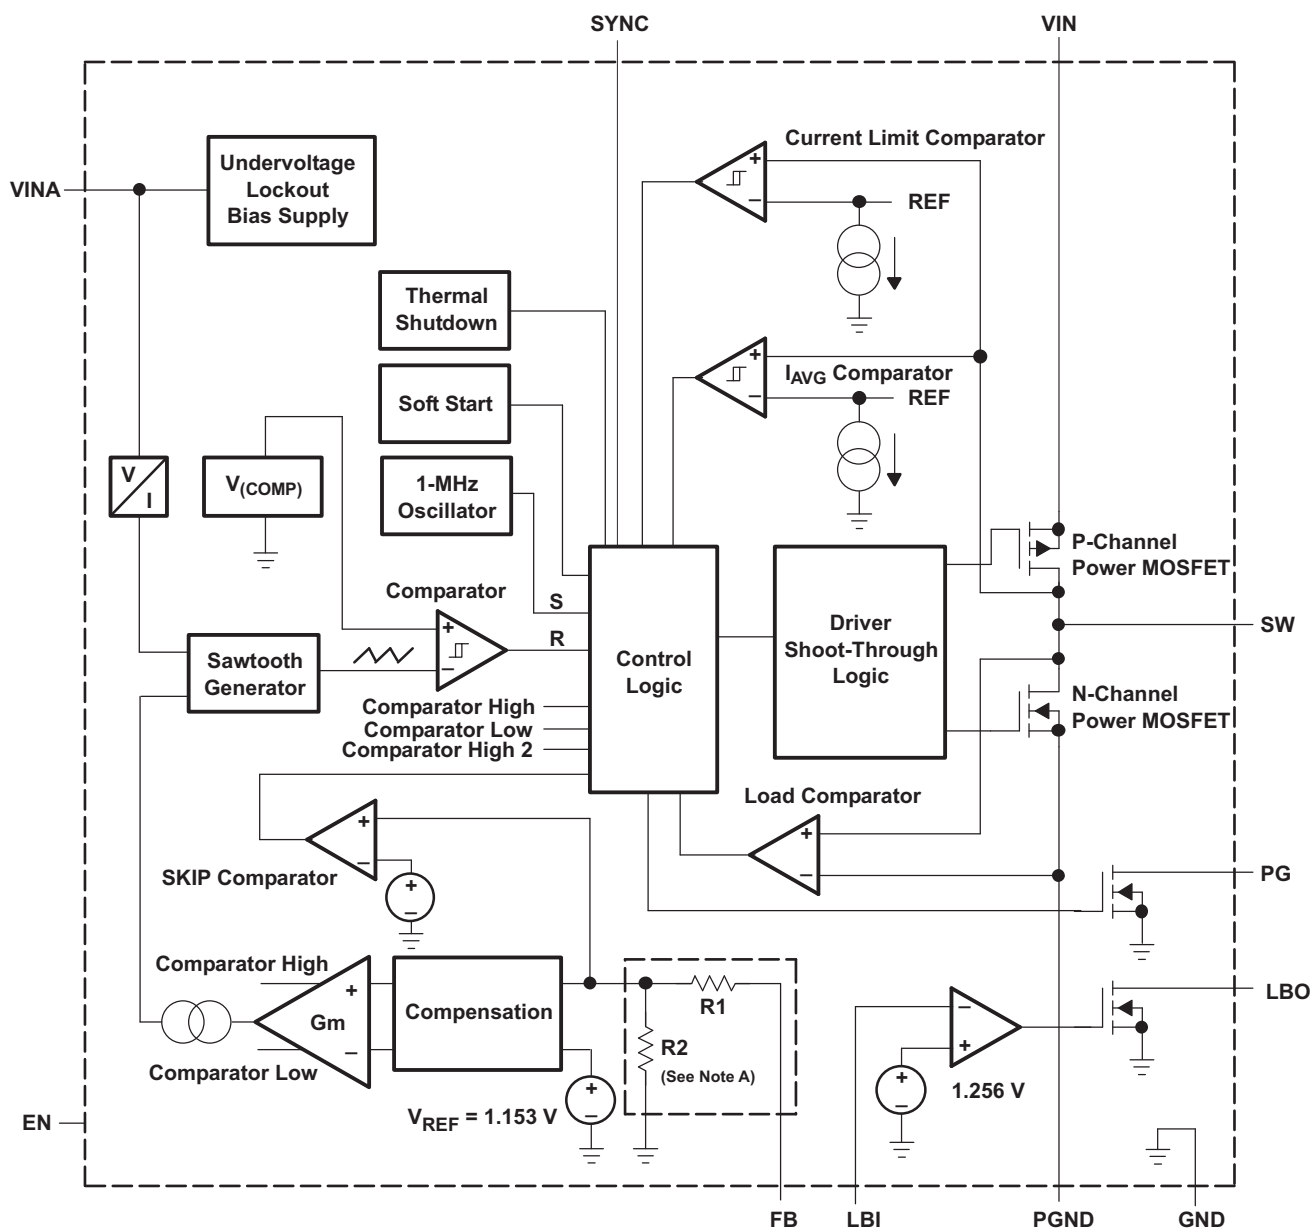 SYNC
VIN
Current Limit Comparator
Undervoltage
Lockout
Bias Supply
VINA
+
−
REF
Thermal
Shutdown
+
−
I_AVG Comparator
REF
Soft Start
V
I
V(COMP)
1-MHz
Oscillator
P-Channel
Power MOSFET
Comparator
S
R
+
−
Sawtooth
Generator
Control
Logic
Driver
Shoot-Through
Logic
SW
N-Channel
Power MOSFET
Comparator High
Comparator Low
Comparator High 2
Load Comparator
+
−
+
−
SKIP Comparator
+
−
PG
Comparator High
+
Gm
−
Comparator Low
Compensation
R1
R2
(See Note A)
LBO
−
+
+
−
1.256 V
+
−
V_REF = 1.153 V
EN
FB
LBI
PGND
GND